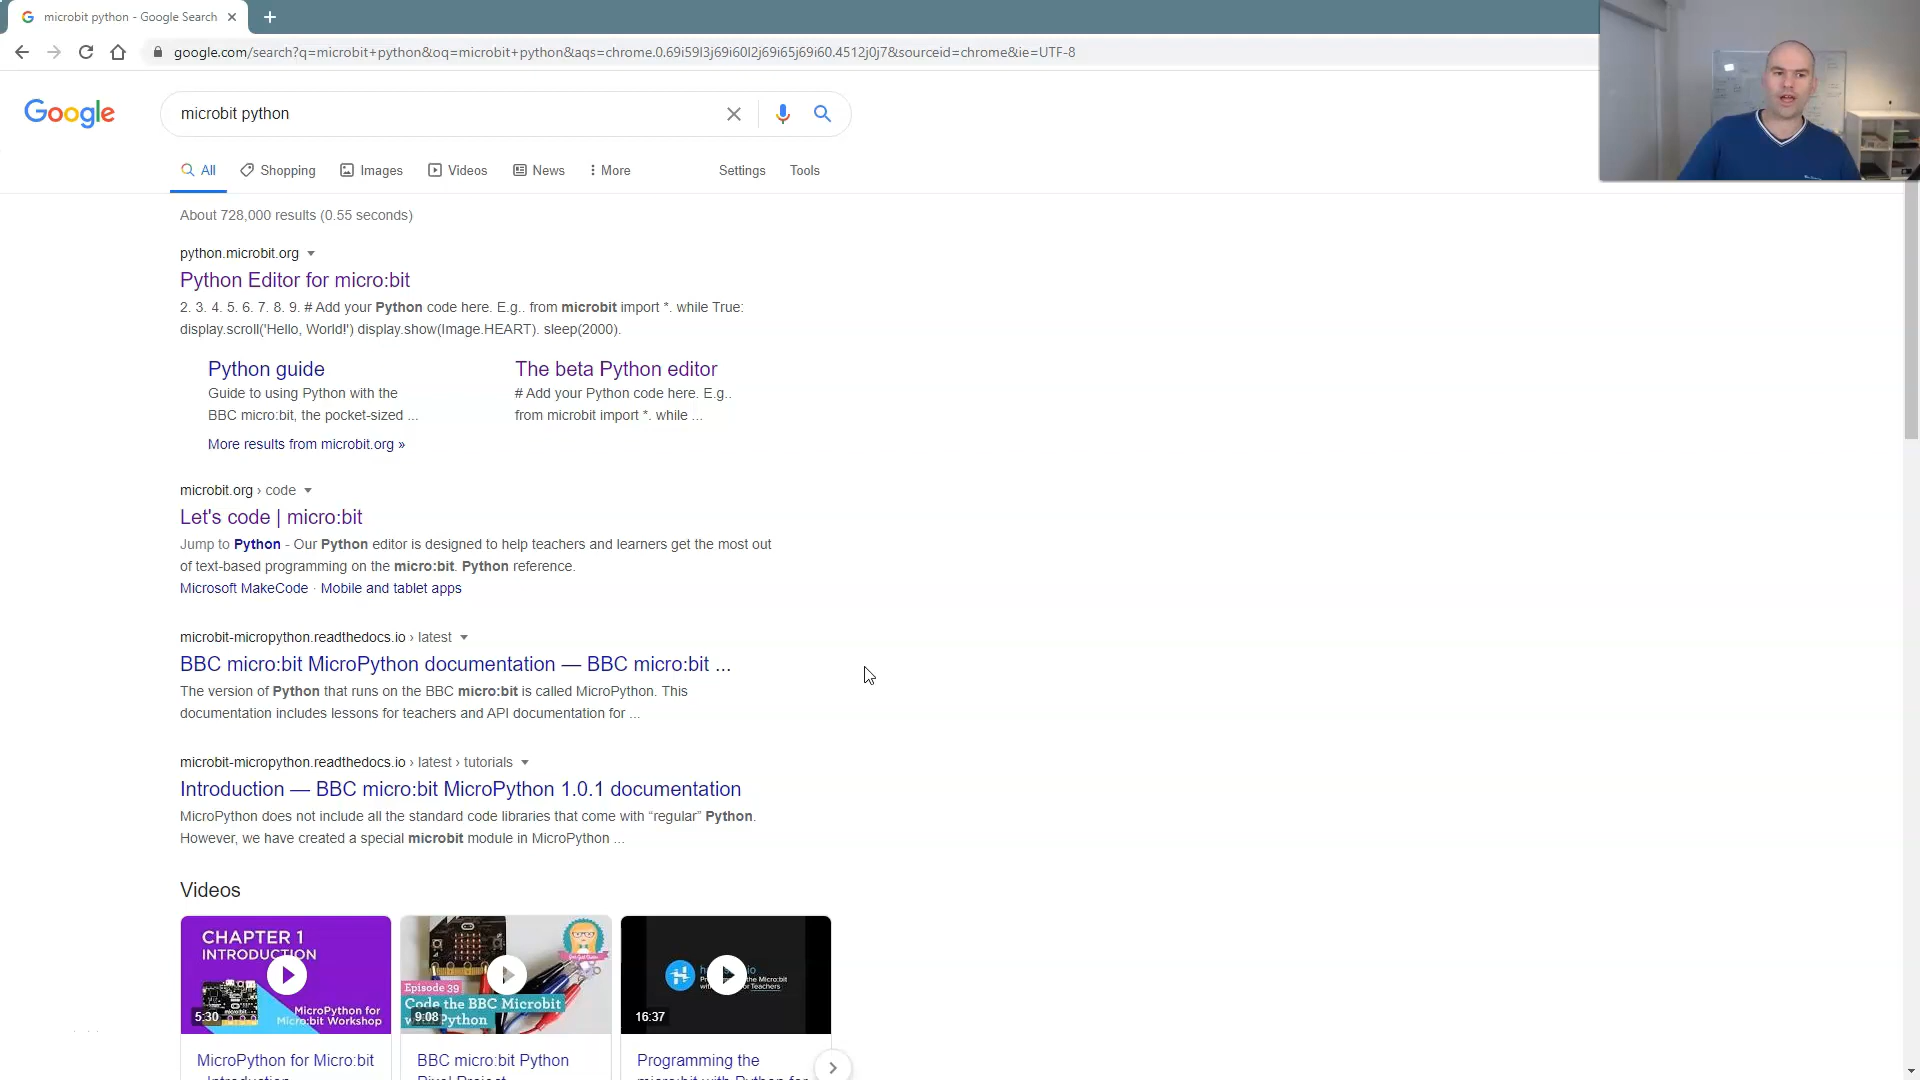 microbit python - Google Search
google.com/search?q=microbit+python&oq=microbit+python&aqs=chrome.0.69i59l3j69i60l2j69i65j69i60.4512j0j7&sourceid=chrome&ie=UTF-8
Google
microbit python
All
Shopping
Images
Videos
News
More
Settings
Tools
About 728,000 results (0.55 seconds)
python.microbit.org
Python Editor for micro:bit
2. 3. 4. 5. 6. 7. 8. 9. # Add your Python code here. E.g.. from microbit import *. while True:
display.scroll('Hello, World!') display.show(Image.HEART). sleep(2000).
Python guide
Guide to using Python with the
BBC micro:bit, the pocket-sized ...
The beta Python editor
# Add your Python code here. E.g..
from microbit import *. while ...
More results from microbit.org »
microbit.org › code
Let's code | micro:bit
Jump to Python - Our Python editor is designed to help teachers and learners get the most out
of text-based programming on the micro:bit. Python reference.
Microsoft MakeCode · Mobile and tablet apps
microbit-micropython.readthedocs.io › latest
BBC micro:bit MicroPython documentation — BBC micro:bit ...
The version of Python that runs on the BBC micro:bit is called MicroPython. This
documentation includes lessons for teachers and API documentation for ...
microbit-micropython.readthedocs.io › latest › tutorials
Introduction — BBC micro:bit MicroPython 1.0.1 documentation
MicroPython does not include all the standard code libraries that come with “regular” Python.
However, we have created a special microbit module in MicroPython ...
Videos
CHAPTER 1
INTRODUCTION
MicroPython for
Micro:bit Workshop
5:30
Episode 39
Code the BBC Microbit
with Python
9:08
16:37
MicroPython for Micro:bit
BBC micro:bit Python
Programming the